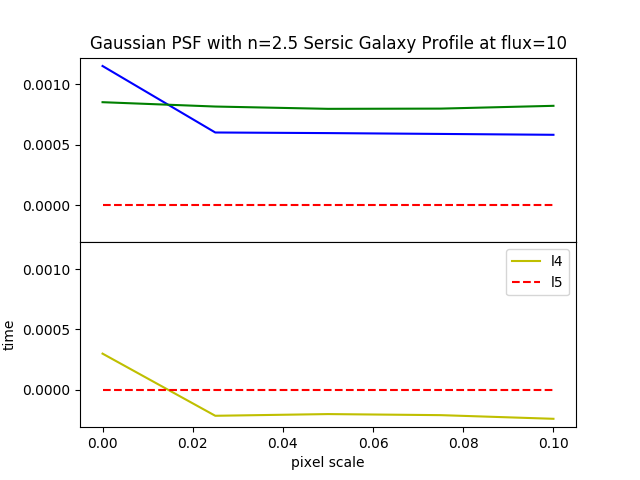 Gaussian PSF with n=2.5 Sersic Galaxy Profile at flux=10
0.0010
0.0005
0.0000
0.0010
0.0005
0.0000
time
l4
l5
0.00 0.02 0.04 0.06 0.08 0.10
pixel scale